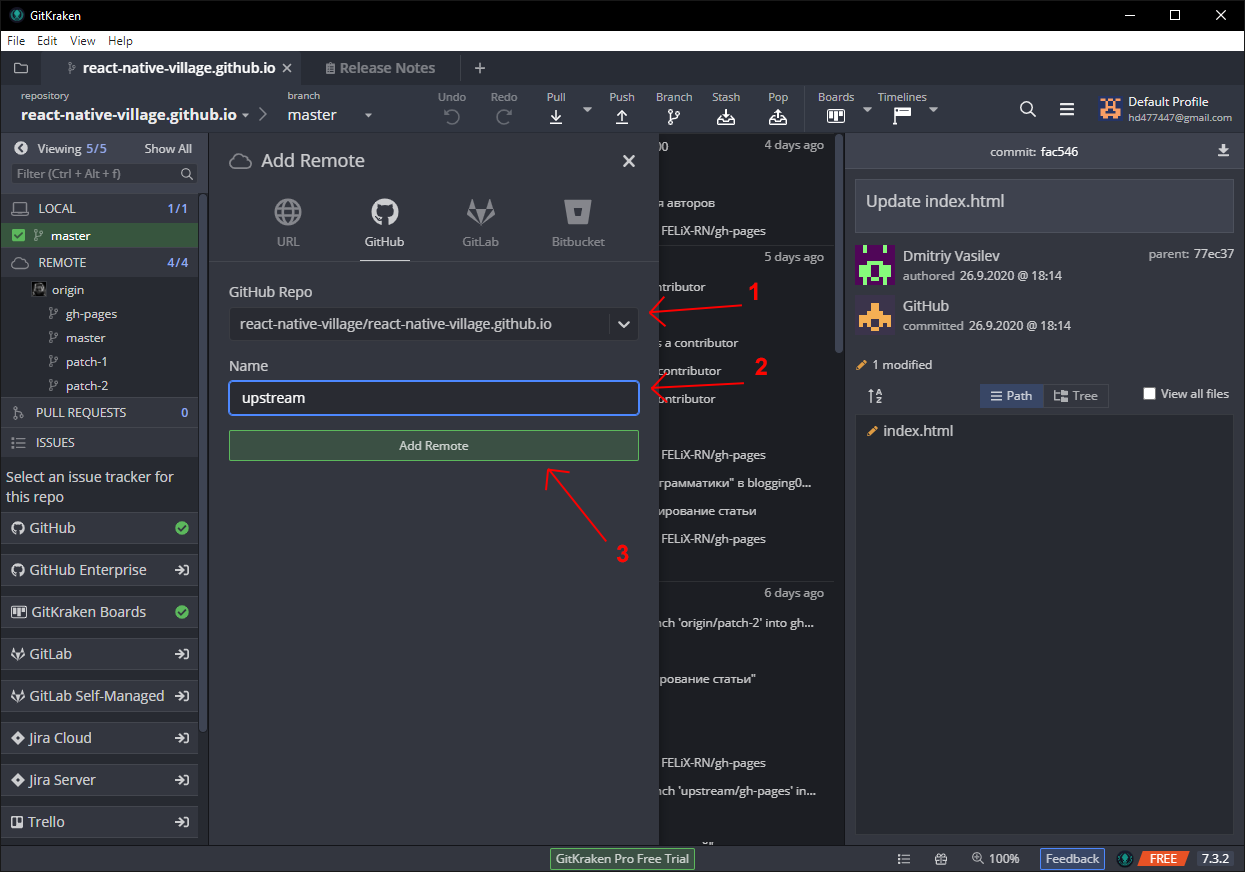 GitKraken
File Edit View Help
react-native-village.github.io
Release Notes
repository
react-native-village.github.io
branch
master
Undo
Redo
Pull
Push
Branch
Stash
Pop
Boards
Timelines
Default Profile
hd477447@gmail.com
Viewing 5/5 Show All
Filter (Ctrl + Alt + f)
LOCAL 1/1
master
REMOTE 4/4
origin
gh-pages
master
patch-1
patch-2
PULL REQUESTS 0
ISSUES
Select an issue tracker for
this repo
GitHub
GitHub Enterprise
GitKraken Boards
GitLab
GitLab Self-Managed
Jira Cloud
Jira Server
Trello
Add Remote
URL
GitHub
GitLab
Bitbucket
GitHub Repo
react-native-village/react-native-village.github.io
1
Name
upstream
2
Add Remote
3
4 days ago
я авторов
FELiX-RN/gh-pages
5 days ago
ntributor
s a contributor
contributor
ontributor
FELiX-RN/gh-pages
грамматики" в blogging0...
ирование статьи
FELiX-RN/gh-pages
6 days ago
nch 'origin/patch-2' into gh...
рование статьи"
FELiX-RN/gh-pages
nch 'upstream/gh-pages' in...
commit: fac546
Update index.html
Dmitriy Vasilev
authored 26.9.2020 @ 18:14
parent: 77ec37
GitHub
committed 26.9.2020 @ 18:14
1 modified
Path
Tree
View all files
index.html
GitKraken Pro Free Trial
100%
Feedback
FREE
7.3.2